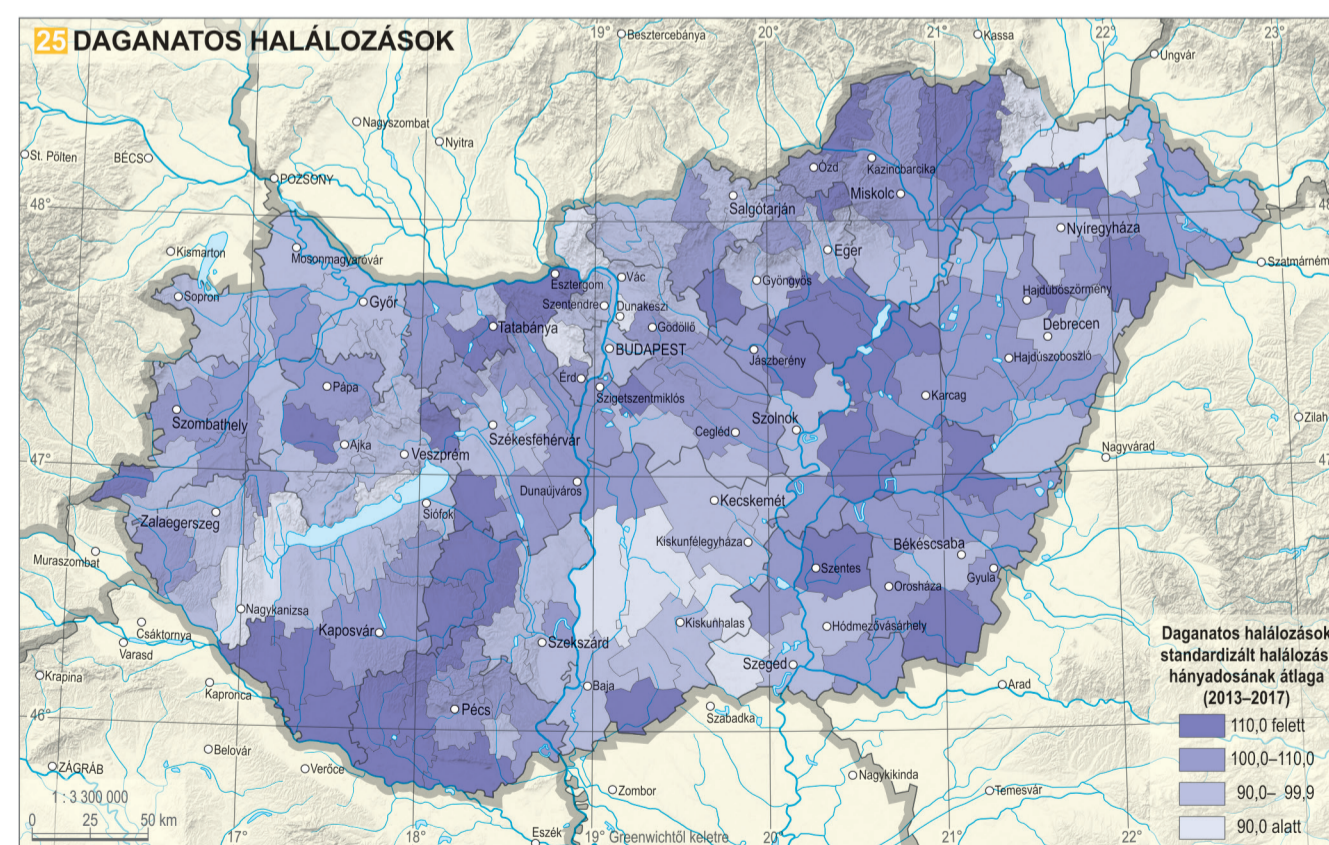 25 DAGANATOS HALÁLOZÁSOK
19°
Besztercebánya
20°
21°
Kassa
22°
23°
Ungvár
Nagyszombat
Nyitra
St. Pölten
BÉCS
POZSONY
Ózd
Kazincbarcika
Miskolc
48°
Salgótarján
Nyíregyháza
Kismarton
Mosonmagyaróvár
Eger
Szatmárném
Sopron
Győr
Esztergom
Vác
Gyöngyös
Szentendre
Dunakeszi
Hajdúböszörmény
Tatabánya
Gödöllő
Debrecen
BUDAPEST
Jászberény
Hajdúszoboszló
Pápa
Érd
Szigetszentmiklós
Karcag
Szombathely
Szolnok
Zilah
Székesfehérvár
Cegléd
Ajka
Veszprém
Nagyvárad
47°
47
Dunaújváros
Kecskemét
Zalaegerszeg
Siófok
Kiskunfélegyháza
Békéscsaba
Muraszombat
Szentes
Gyula
Orosháza
Nagykanizsa
Csáktornya
Kaposvár
Kiskunhalas
Hódmezővásárhely
Varasd
Szekszárd
Szeged
Krapina
Kapronca
Baja
Arad
46°
Pécs
Szabadka
Belovár
ZÁGRÁB
Verőce
Nagykikinda
Zombor
Temesvár
1 : 3 300 000
0 25 50 km
17°
18°
Eszék
19°
Greenwichtől keletre
20°
21°
22°
Daganatos halálozások
standardizált halálozás
hányadosának átlaga
(2013–2017)
110,0 felett
100,0–110,0
90,0– 99,9
90,0 alatt